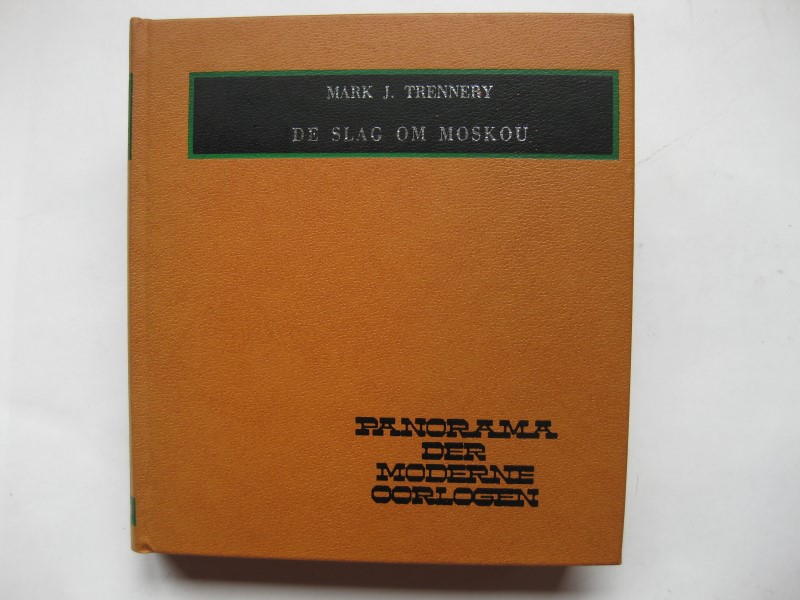 MARK J. TRENNERY
DE SLAG OM MOSKOU
PANORAMA
DER
MODERNE
OORLOGEN